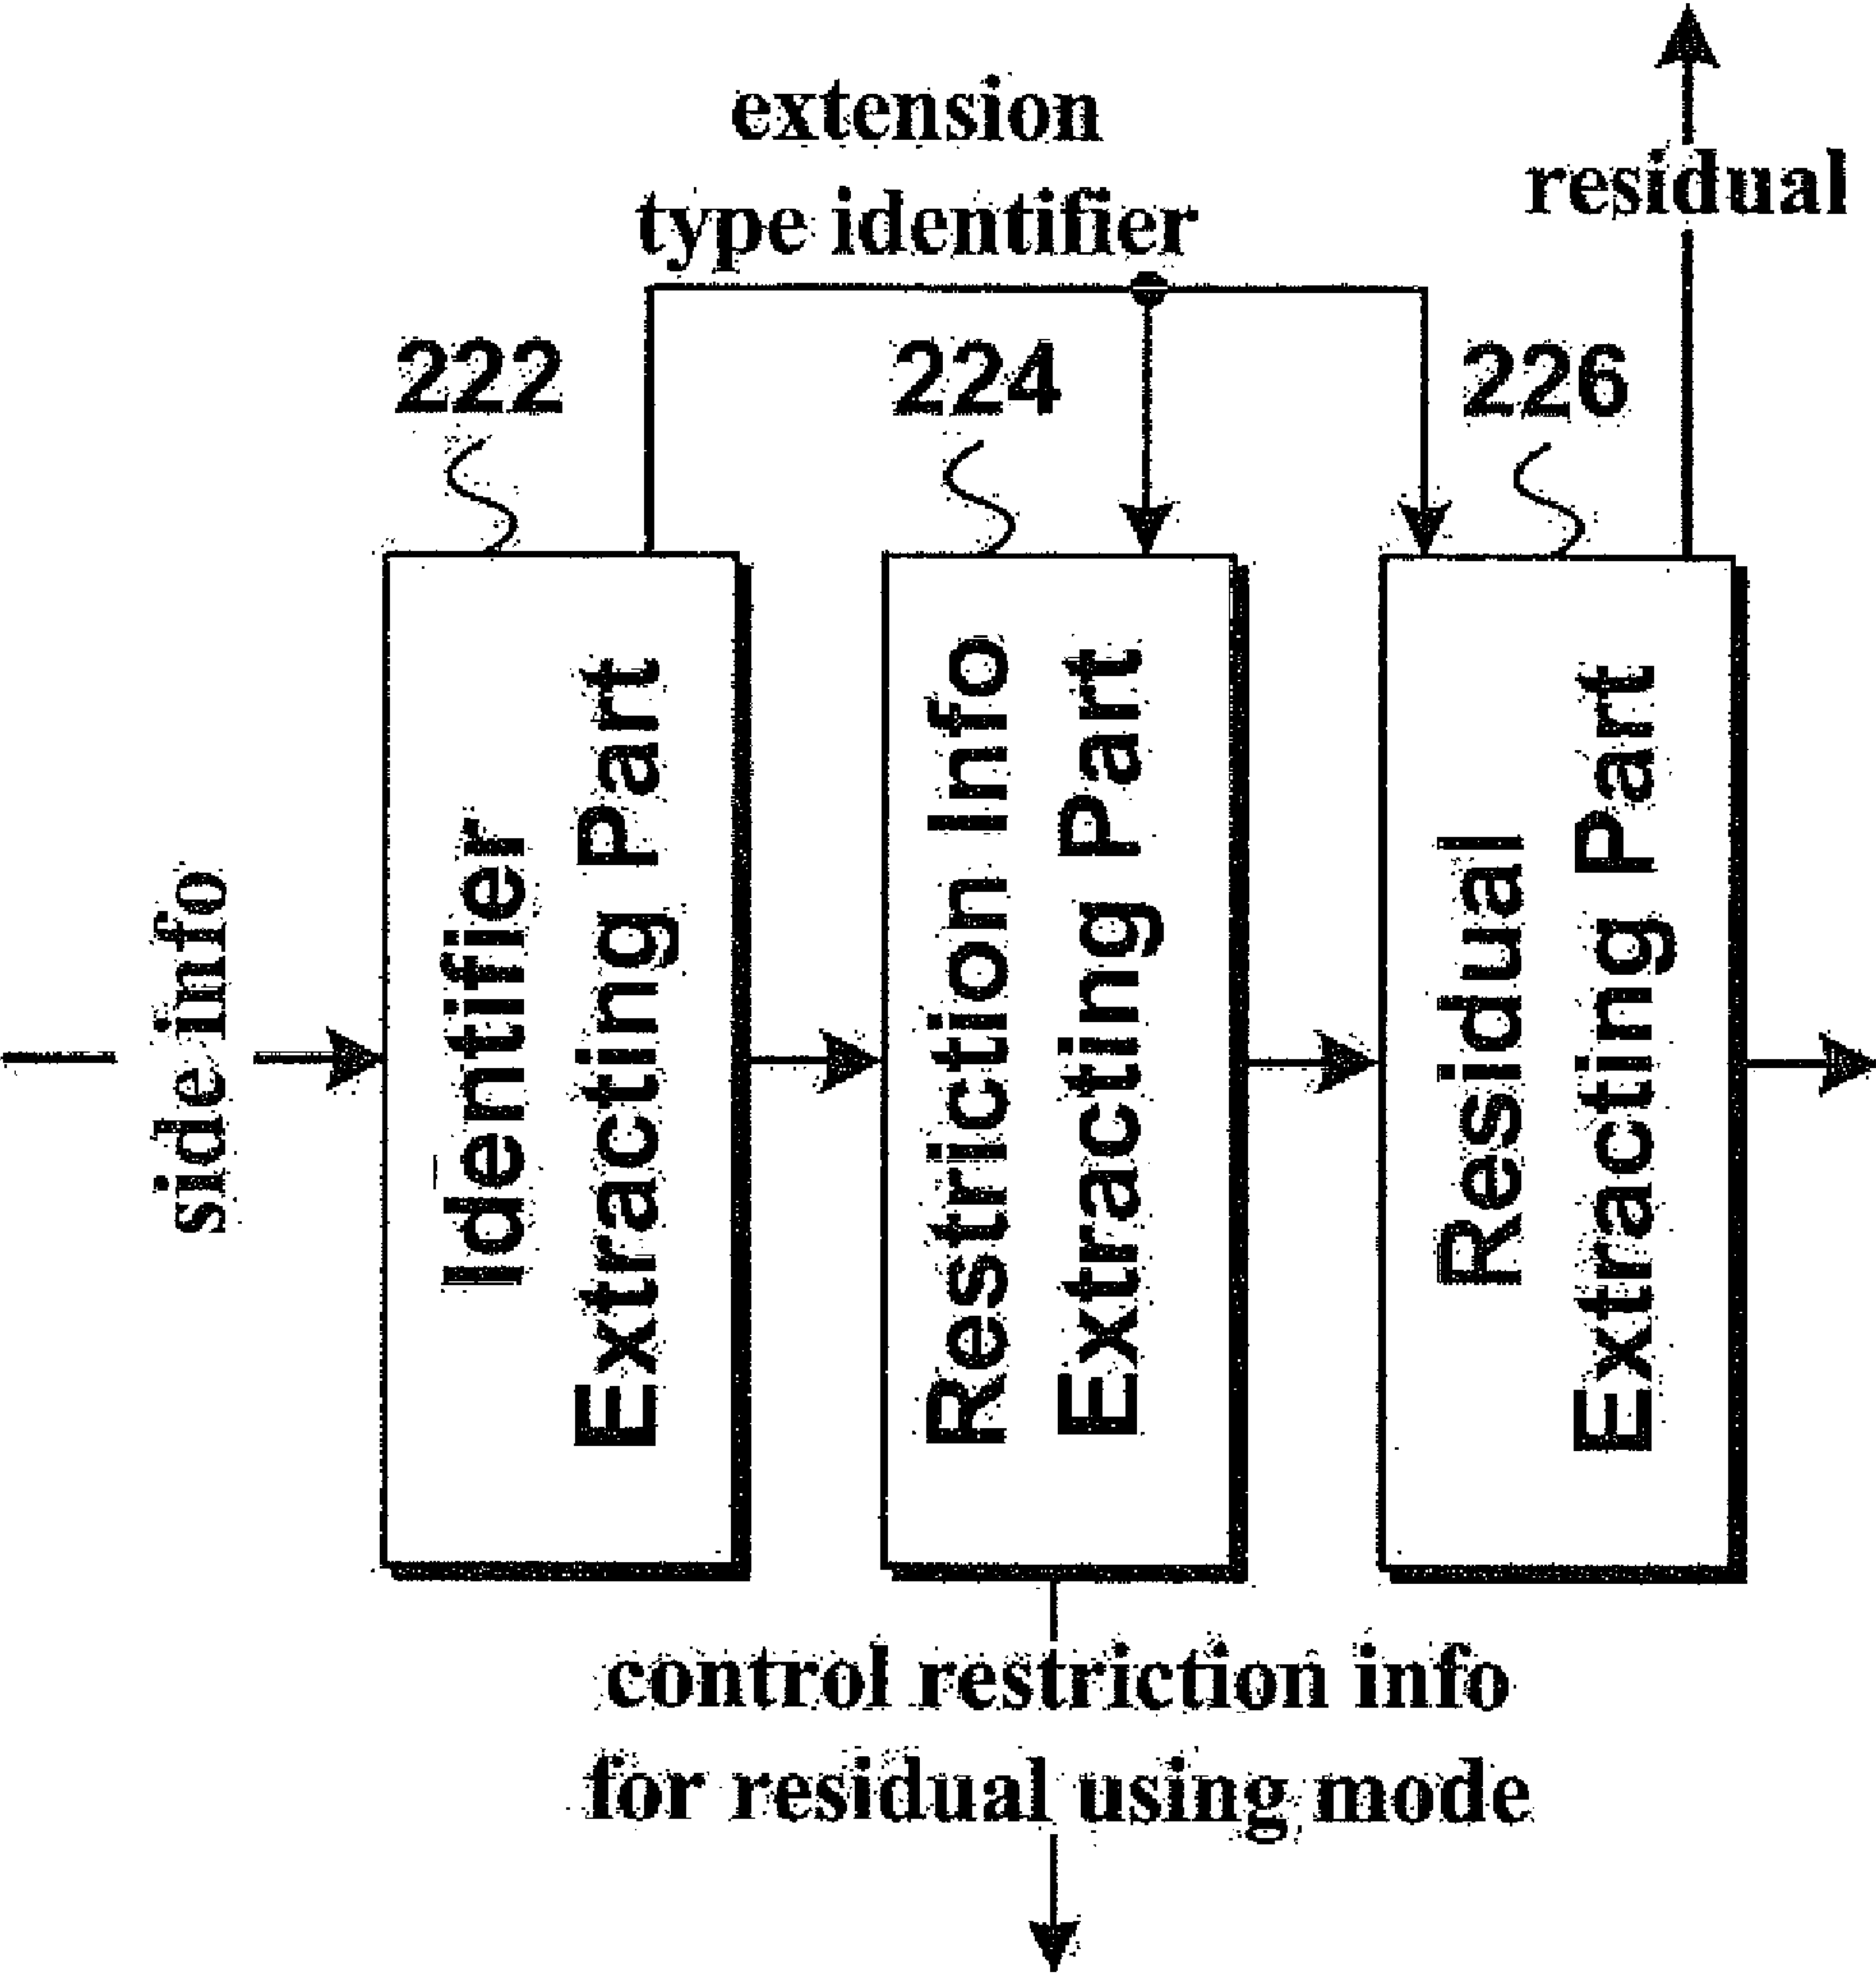 extension
type identifier
residual
222
224
226
side info
Identifier
Extracting Part
Restriction Info
Extracting Part
Residual
Extracting Part
control restriction info
for residual using mode